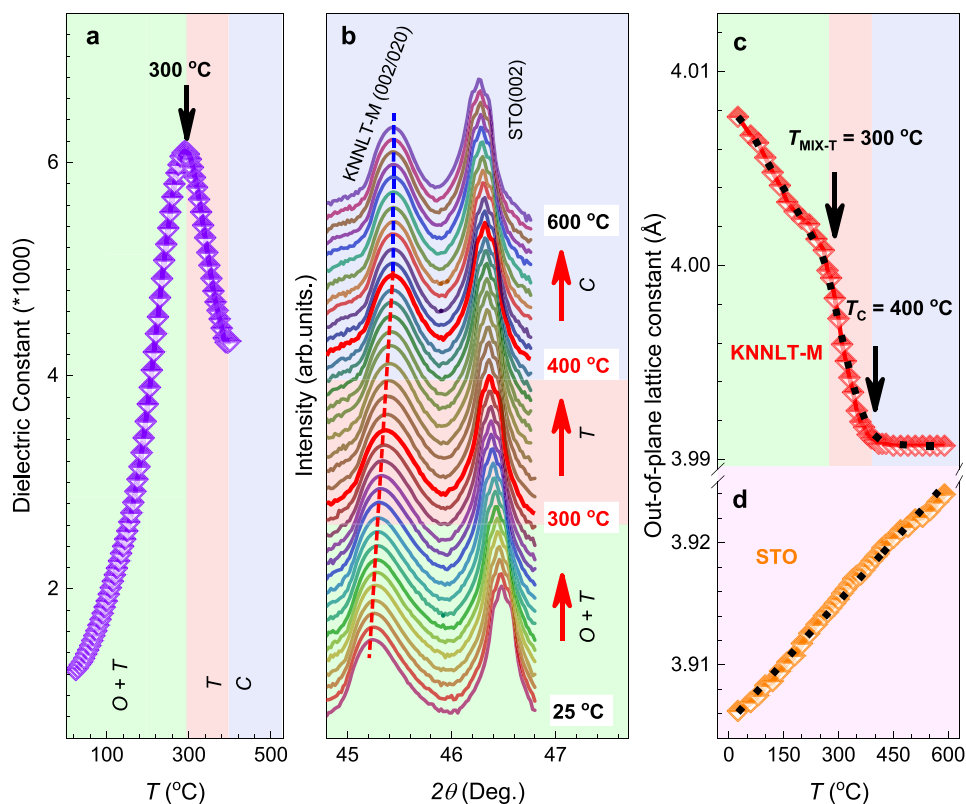 a
300 °C
Dielectric Constant (*1000)
6
4
2
O + T
T
C
100
300
500
T (°C)
b
KNNLT-M (002/020)
STO(002)
Intensity (arb.units.)
600 °C
C
400 °C
T
300 °C
O + T
25 °C
45
46
47
2θ (Deg.)
c
Out-of-plane lattice constant (Å)
4.01
4.00
3.99
T_MIX-T = 300 °C
T_C = 400 °C
KNNLT-M
d
STO
3.92
3.91
0
150
300
450
600
T (°C)